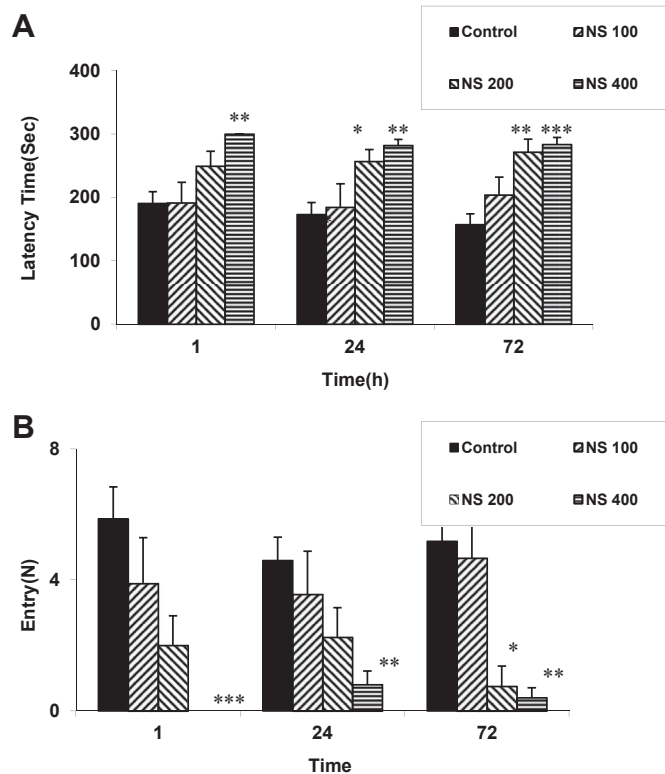 A
Control NS 100
NS 200 NS 400
400
300
200
100
0
Latency Time(Sec)
** * ** ** ***
1 24 72
Time(h)
B
Control NS 100
NS 200 NS 400
8
4
0
Entry(N)
*** ** * **
1 24 72
Time